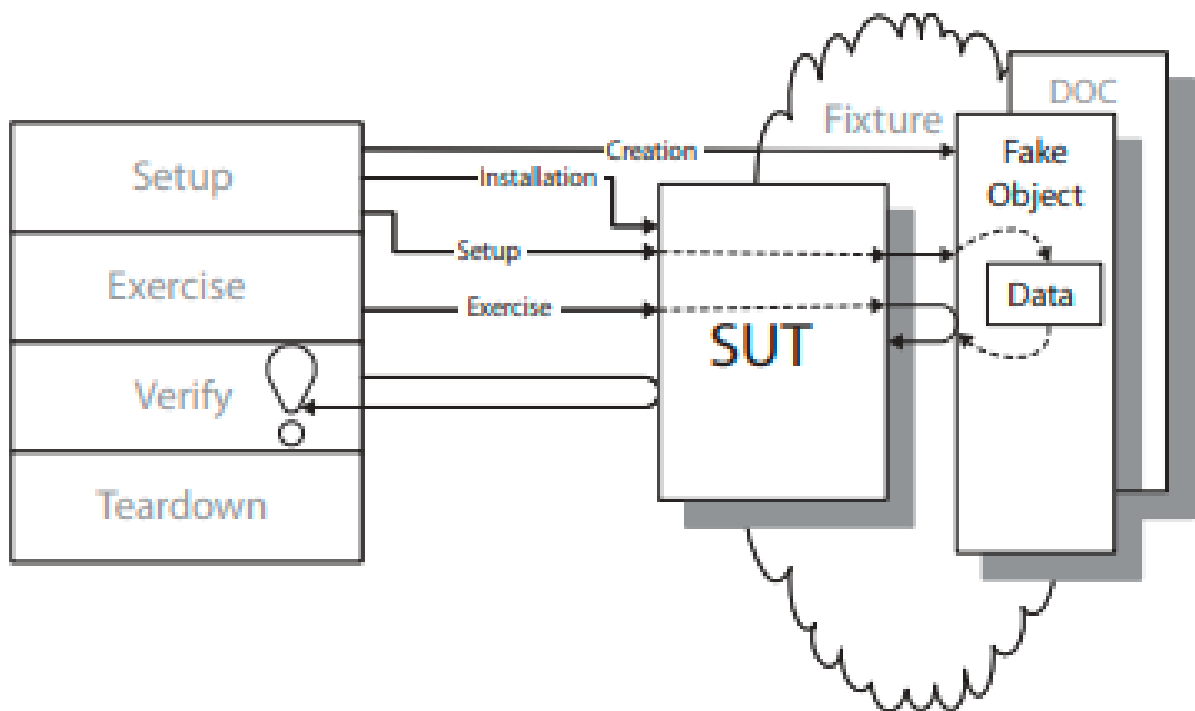 DOC
Fixture
Creation
Fake
Object
Setup
Installation
Setup
Exercise
Data
Exercise
SUT
Verify
Teardown